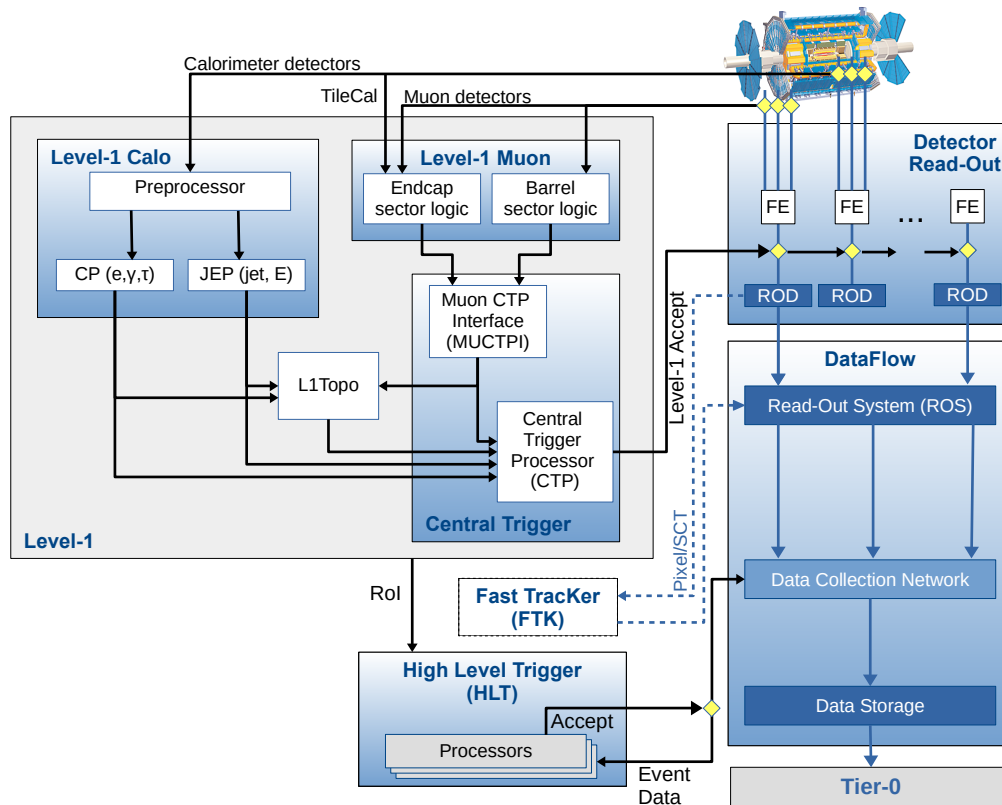 Calorimeter detectors
TileCal
Muon detectors
Detector
Read-Out
Level-1 Calo
Preprocessor
CP (e,γ,τ)
JEP (jet, E)
Level-1 Muon
Endcap
sector logic
Barrel
sector logic
FE
FE
...
FE
ROD
ROD
ROD
Muon CTP
Interface
(MUCTPI)
L1Topo
Central
Trigger
Processor
(CTP)
Central Trigger
Level-1
Level-1 Accept
Pixel/SCT
DataFlow
Read-Out System (ROS)
Data Collection Network
Data Storage
Tier-0
RoI
Fast TracKer
(FTK)
High Level Trigger
(HLT)
Accept
Processors
Event
Data